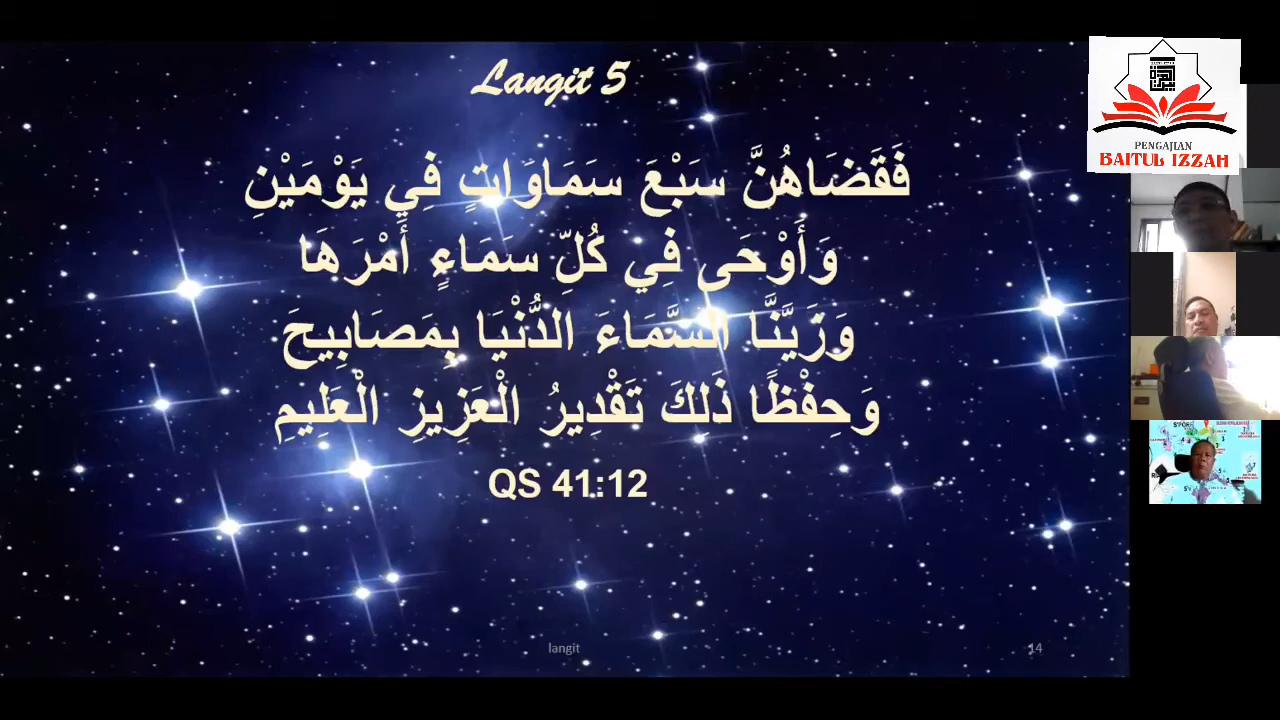 Langit 5
فَقَضَاهُنَّ سَبْعَ سَمَاوَاتٍ فِي يَوْمَيْنِ
وَأَوْحَى فِي كُلِّ سَمَاءٍ أَمْرَهَا
وَزَيَّنَّا السَّمَاءَ الدُّنْيَا بِمَصَابِيحَ
وَحِفْظًا ذَلِكَ تَقْدِيرُ الْعَزِيزِ الْعَلِيمِ
QS 41:12
langit
14
PENGAJIAN
BAITUL IZZAH